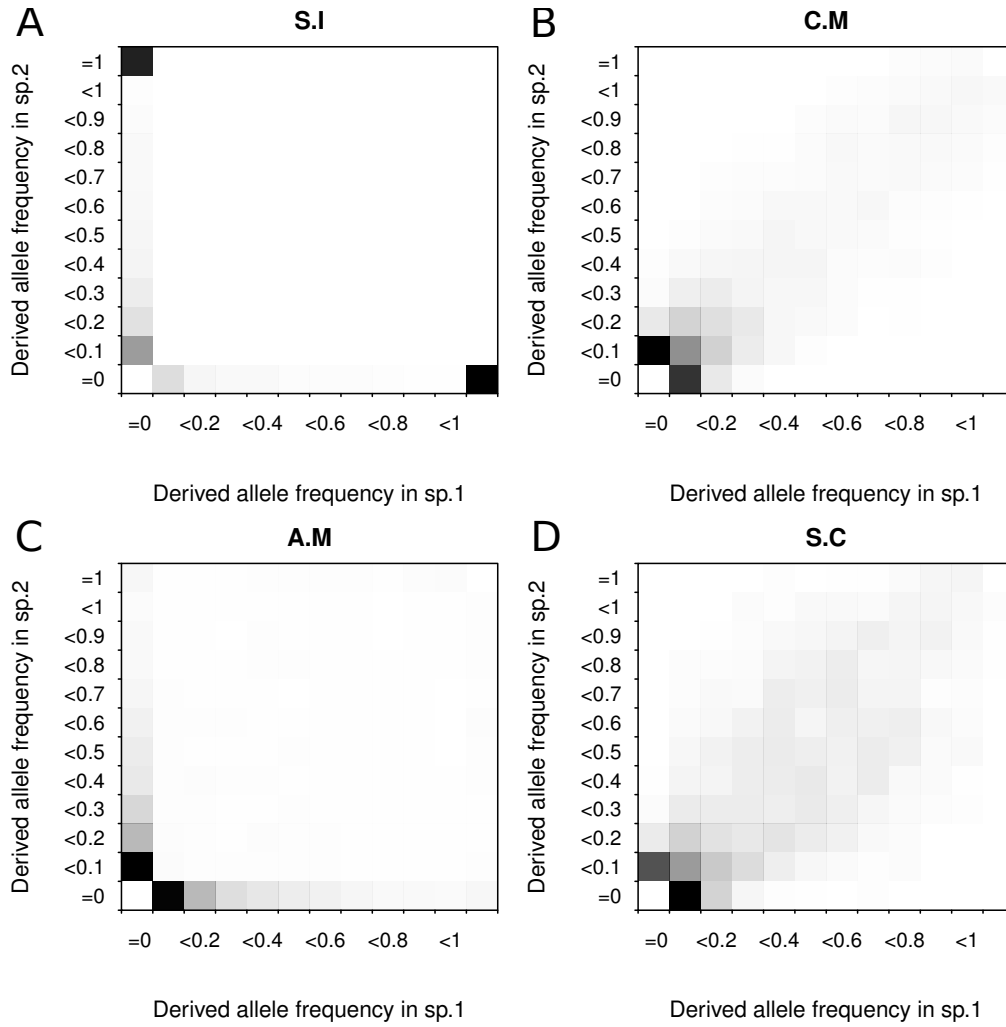 A
S.I
Derived allele frequency in sp.2
=1
<1
<0.9
<0.8
<0.7
<0.6
<0.5
<0.4
<0.3
<0.2
<0.1
=0
=0 <0.2 <0.4 <0.6 <0.8 <1
Derived allele frequency in sp.1
B
C.M
Derived allele frequency in sp.2
=1
<1
<0.9
<0.8
<0.7
<0.6
<0.5
<0.4
<0.3
<0.2
<0.1
=0
=0 <0.2 <0.4 <0.6 <0.8 <1
Derived allele frequency in sp.1
C
A.M
Derived allele frequency in sp.2
=1
<1
<0.9
<0.8
<0.7
<0.6
<0.5
<0.4
<0.3
<0.2
<0.1
=0
=0 <0.2 <0.4 <0.6 <0.8 <1
Derived allele frequency in sp.1
D
S.C
Derived allele frequency in sp.2
=1
<1
<0.9
<0.8
<0.7
<0.6
<0.5
<0.4
<0.3
<0.2
<0.1
=0
=0 <0.2 <0.4 <0.6 <0.8 <1
Derived allele frequency in sp.1